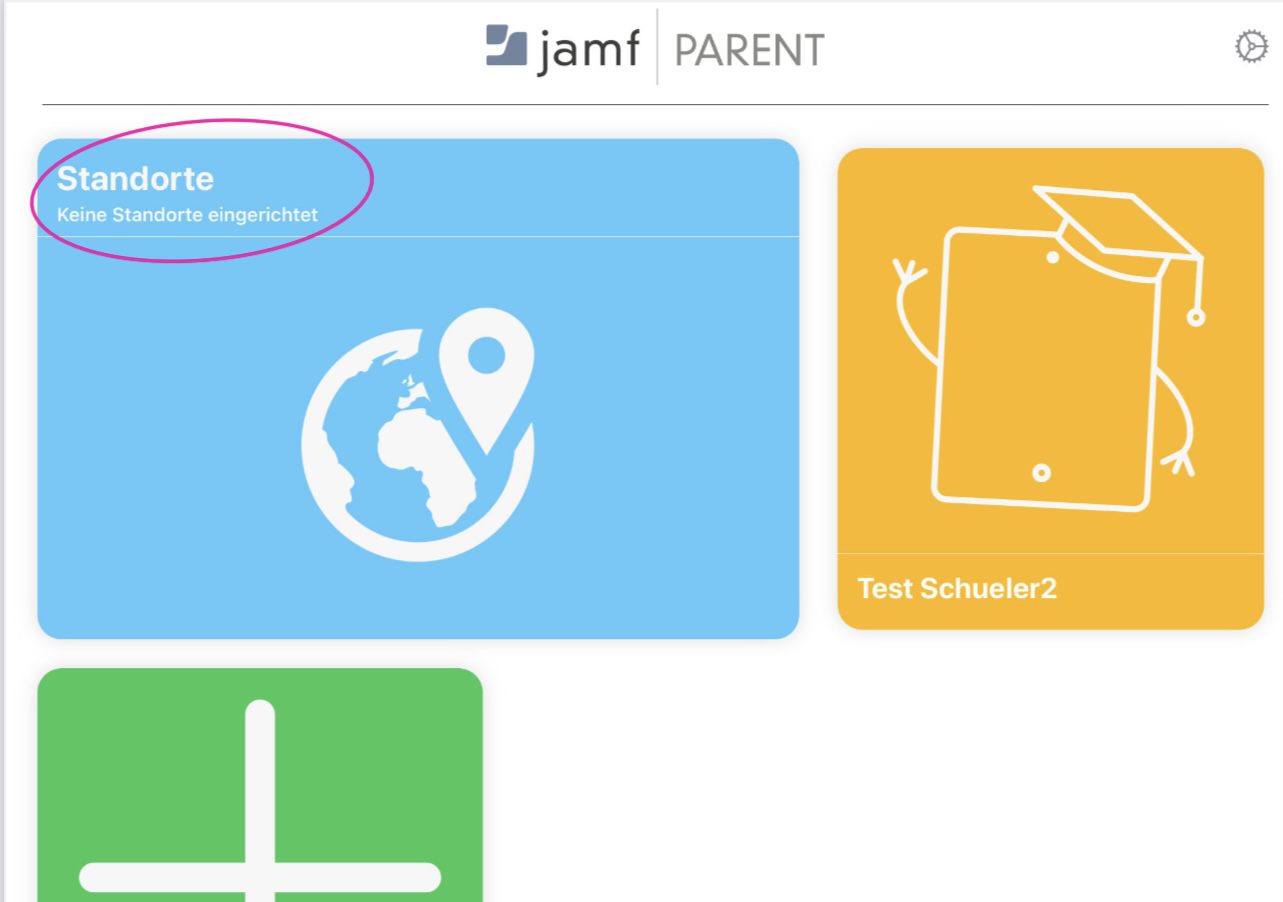 jamf PARENT
Standorte
Keine Standorte eingerichtet
Test Schueler2